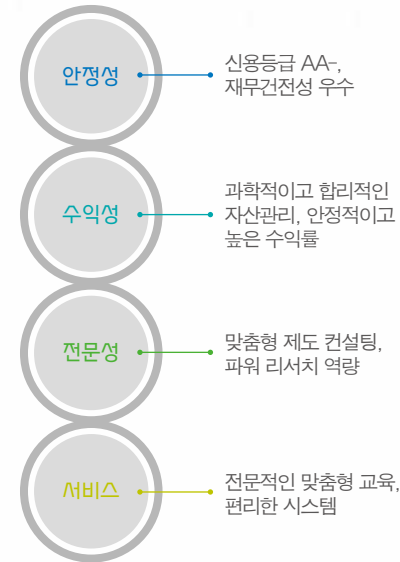 안정성
신용등급 AA-,
재무건전성 우수
수익성
과학적이고 합리적인
자산관리, 안정적이고
높은 수익률
전문성
맞춤형 제도 컨설팅,
파워 리서치 역량
서비스
전문적인 맞춤형 교육,
편리한 시스템